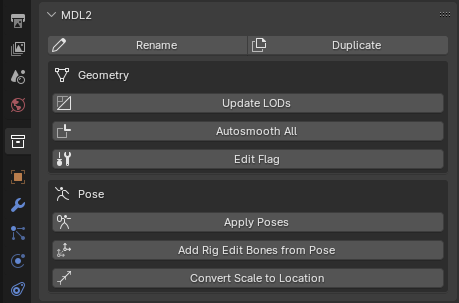 MDL2
Rename
Duplicate
Geometry
Update LODs
Autosmooth All
Edit Flag
Pose
Apply Poses
Add Rig Edit Bones from Pose
Convert Scale to Location